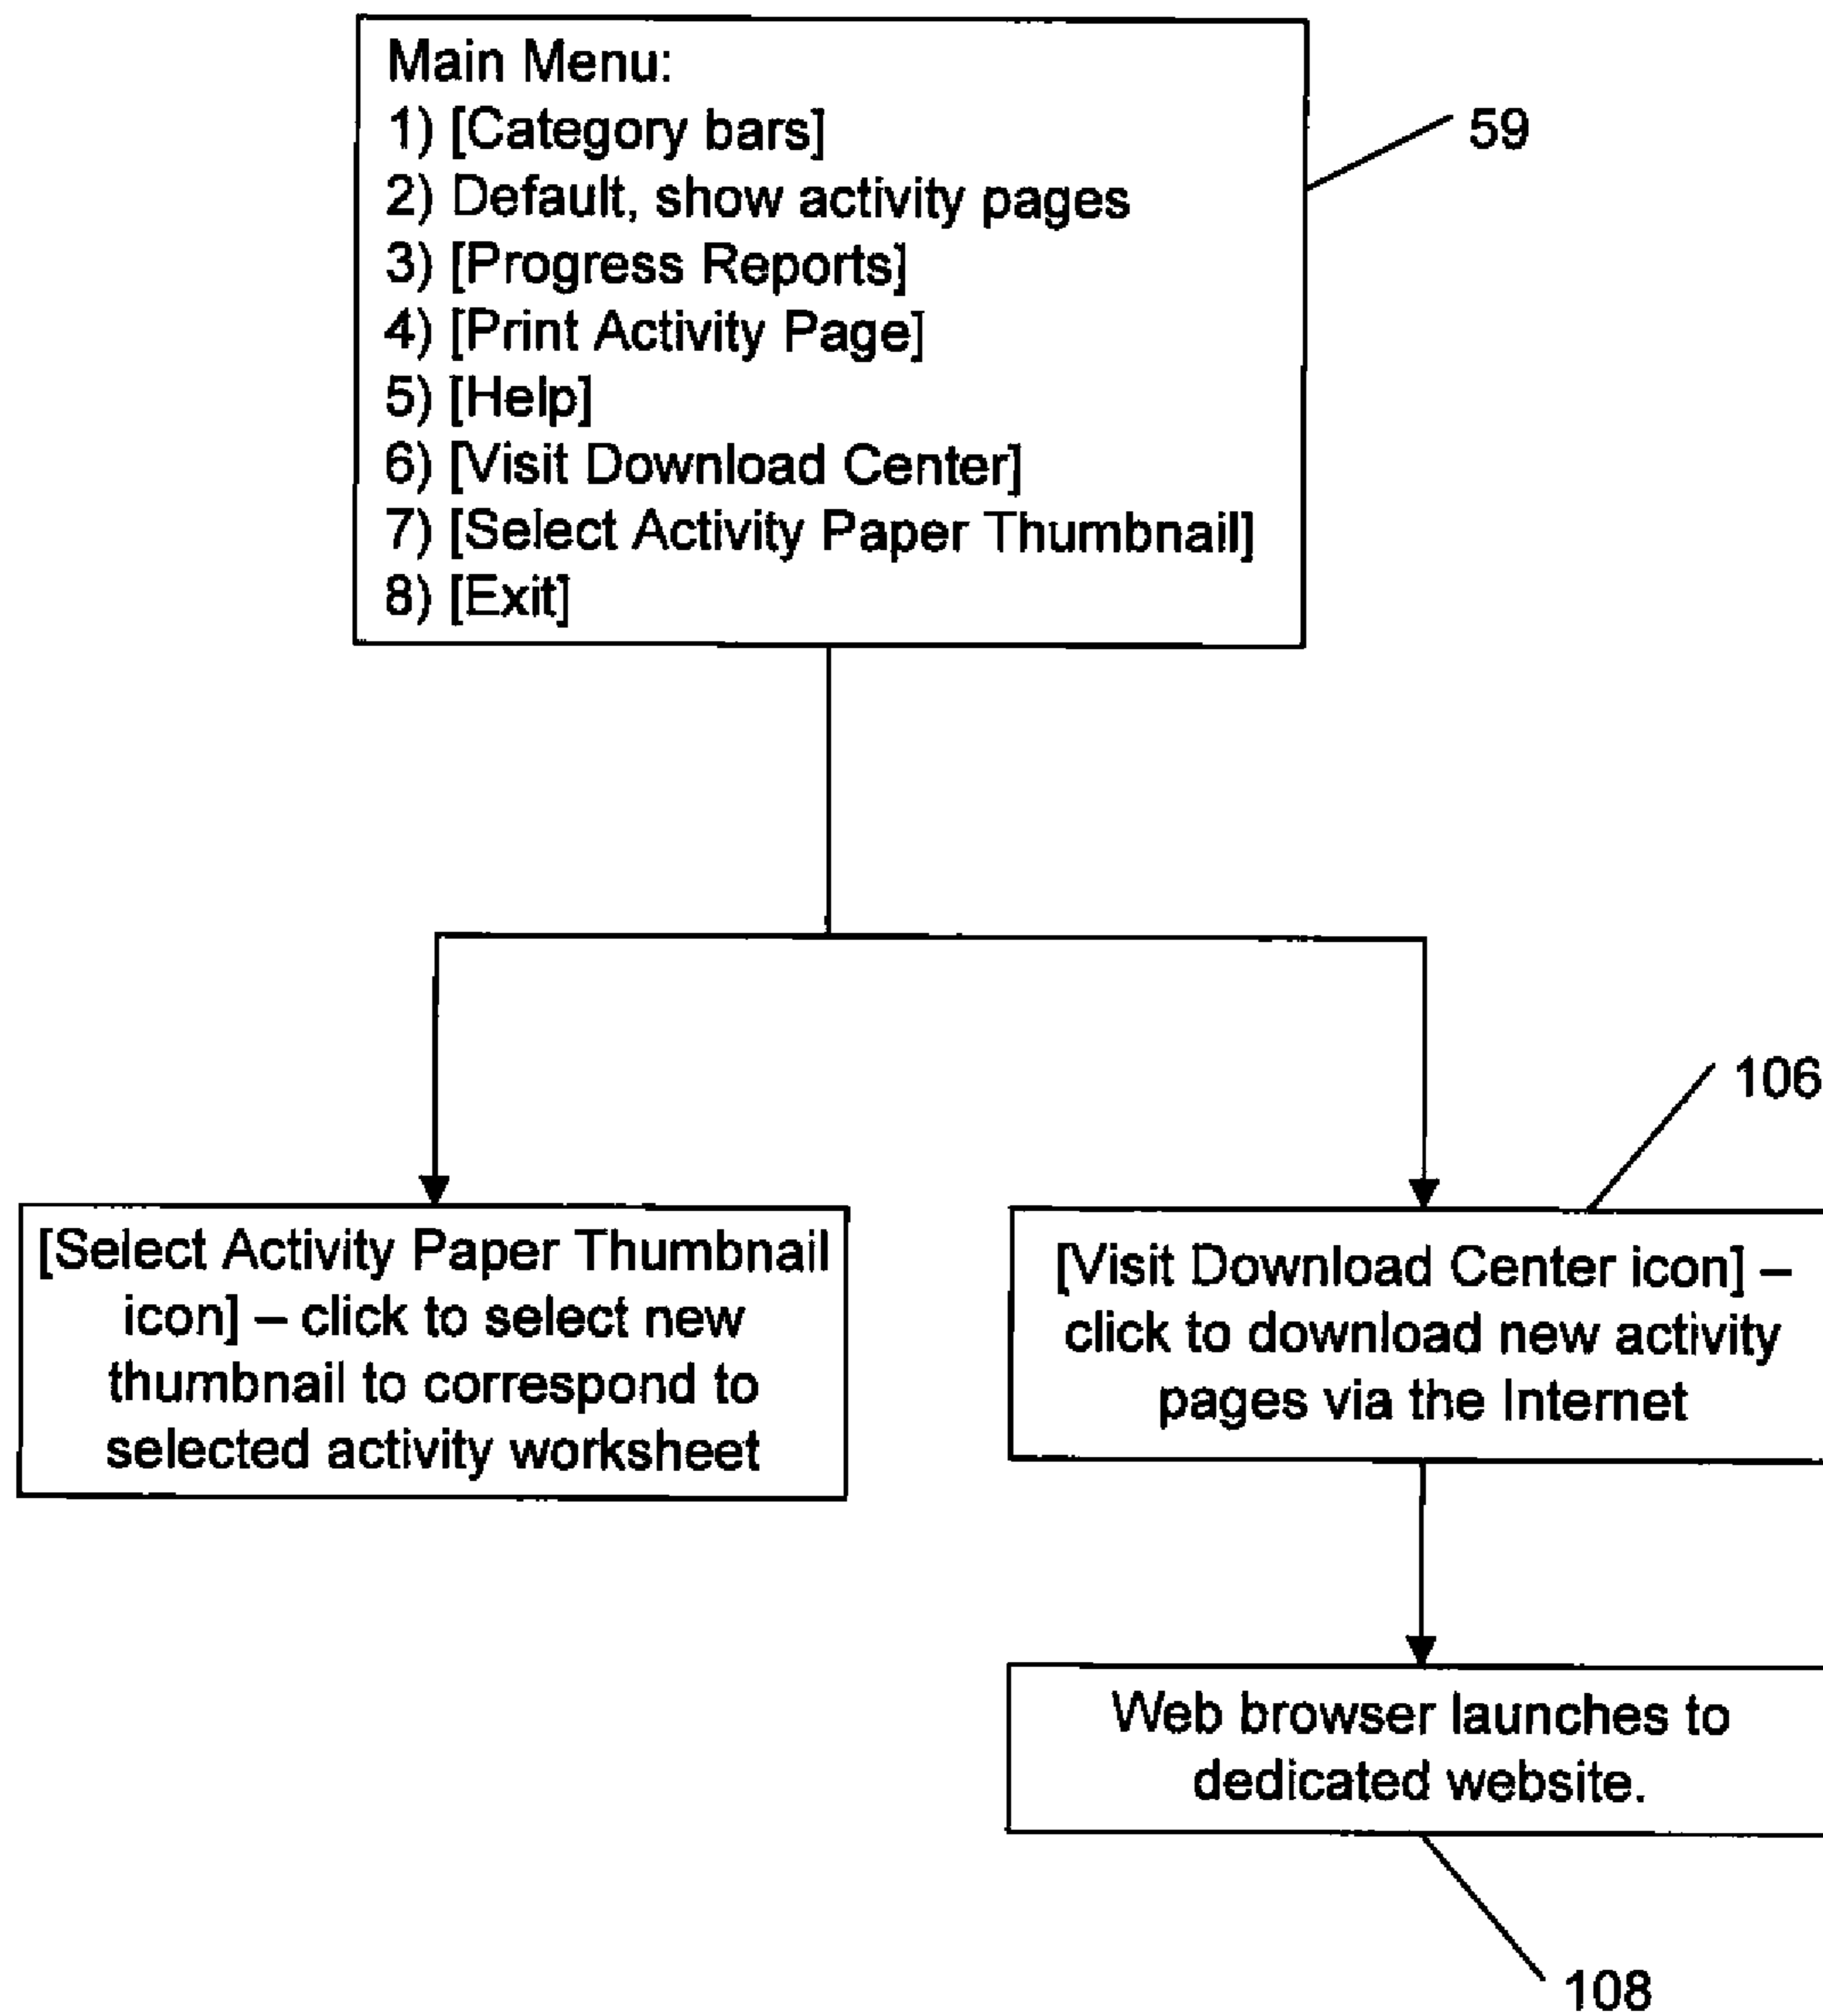 Main Menu:
1) [Category bars]
2) Default, show activity pages
3) [Progress Reports]
4) [Print Activity Page]
5) [Help]
6) [Visit Download Center]
7) [Select Activity Paper Thumbnail]
8) [Exit]
59
106
[Select Activity Paper Thumbnail
icon] – click to select new
thumbnail to correspond to
selected activity worksheet
[Visit Download Center icon] –
click to download new activity
pages via the Internet
Web browser launches to
dedicated website.
108